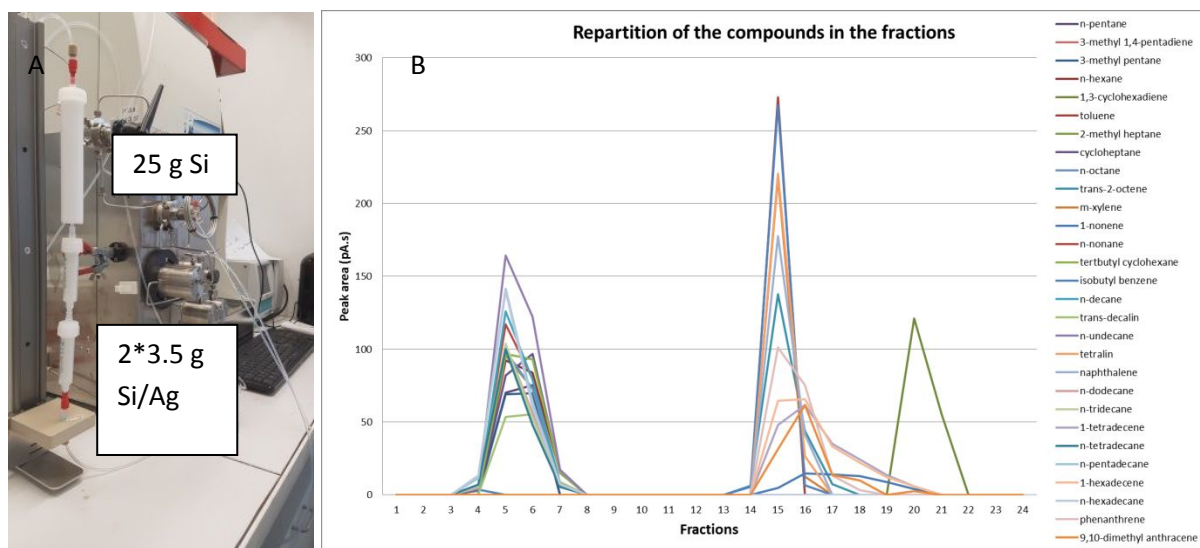 A
25 g Si
2*3.5 g
Si/Ag
B
Repartition of the compounds in the fractions
300
250
200
150
100
50
0
Peak area (pA.s)
1 2 3 4 5 6 7 8 9 10 11 12 13 14 15 16 17 18 19 20 21 22 23 24
Fractions
n-pentane
3-methyl 1,4-pentadiene
3-methyl pentane
n-hexane
1,3-cyclohexadiene
toluene
2-methyl heptane
cycloheptane
n-octane
trans-2-octene
m-xylene
1-nonene
n-nonane
tertbutyl cyclohexane
isobutyl benzene
n-decane
trans-decalin
n-undecane
tetralin
naphthalene
n-dodecane
n-tridecane
1-tetradecene
n-tetradecane
n-pentadecane
1-hexadecene
n-hexadecane
phenanthrene
9,10-dimethyl anthracene